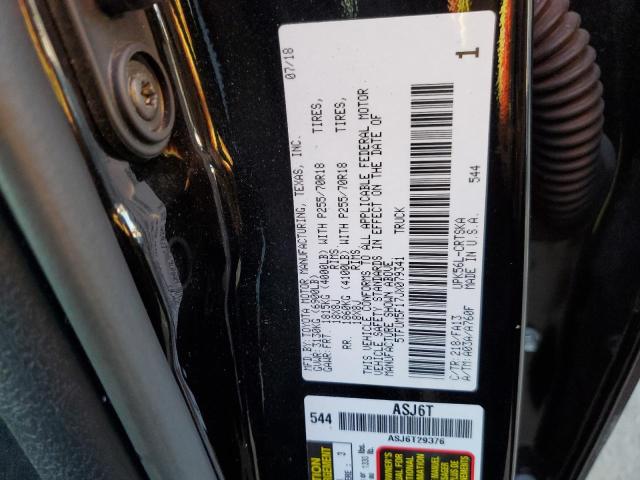 MFD.BY:TOYOTA MOTOR MANUFACTURING, TEXAS, INC. 07/18
GVWR:3130KG (6900LB)
GAWR:FRT 1815KG (4000LB) WITH P255/70R18 TIRES,
18X8J RIMS,
RR. 1860KG (4100LB) WITH P255/70R18 TIRES,
18X8J RIMS
THIS VEHICLE CONFORMS TO ALL APPLICABLE FEDERAL MOTOR
VEHICLE SAFETY STANDARDS IN EFFECT ON THE DATE OF
MANUFACTURE SHOWN ABOVE.
5TFUM5F17JX079341 TRUCK
C/TR:218/FA13 UPK56L-CRTSKA 544
A/TM:A03A/A760F MADE IN U.S.A.
1
544
ASJ6T
ASJ6T29376